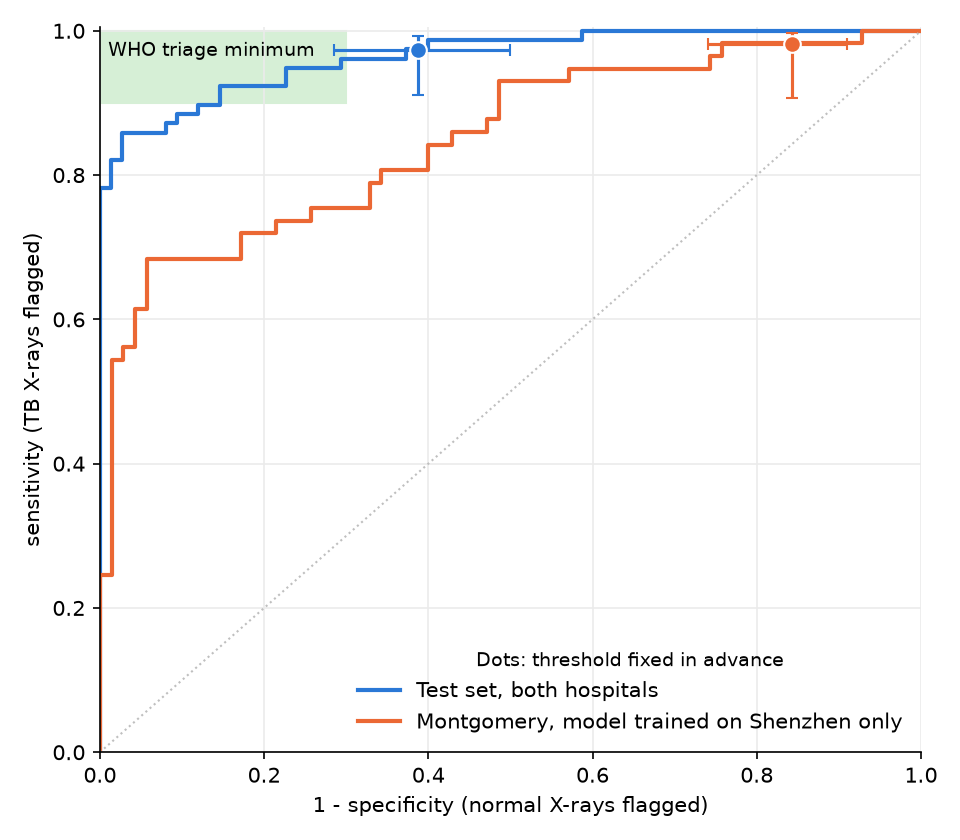 WHO triage minimum
1.0
0.8
0.6
0.4
0.2
0.0
sensitivity (TB X-rays flagged)
Dots: threshold fixed in advance
Test set, both hospitals
Montgomery, model trained on Shenzhen only
0.0 0.2 0.4 0.6 0.8 1.0
1 - specificity (normal X-rays flagged)